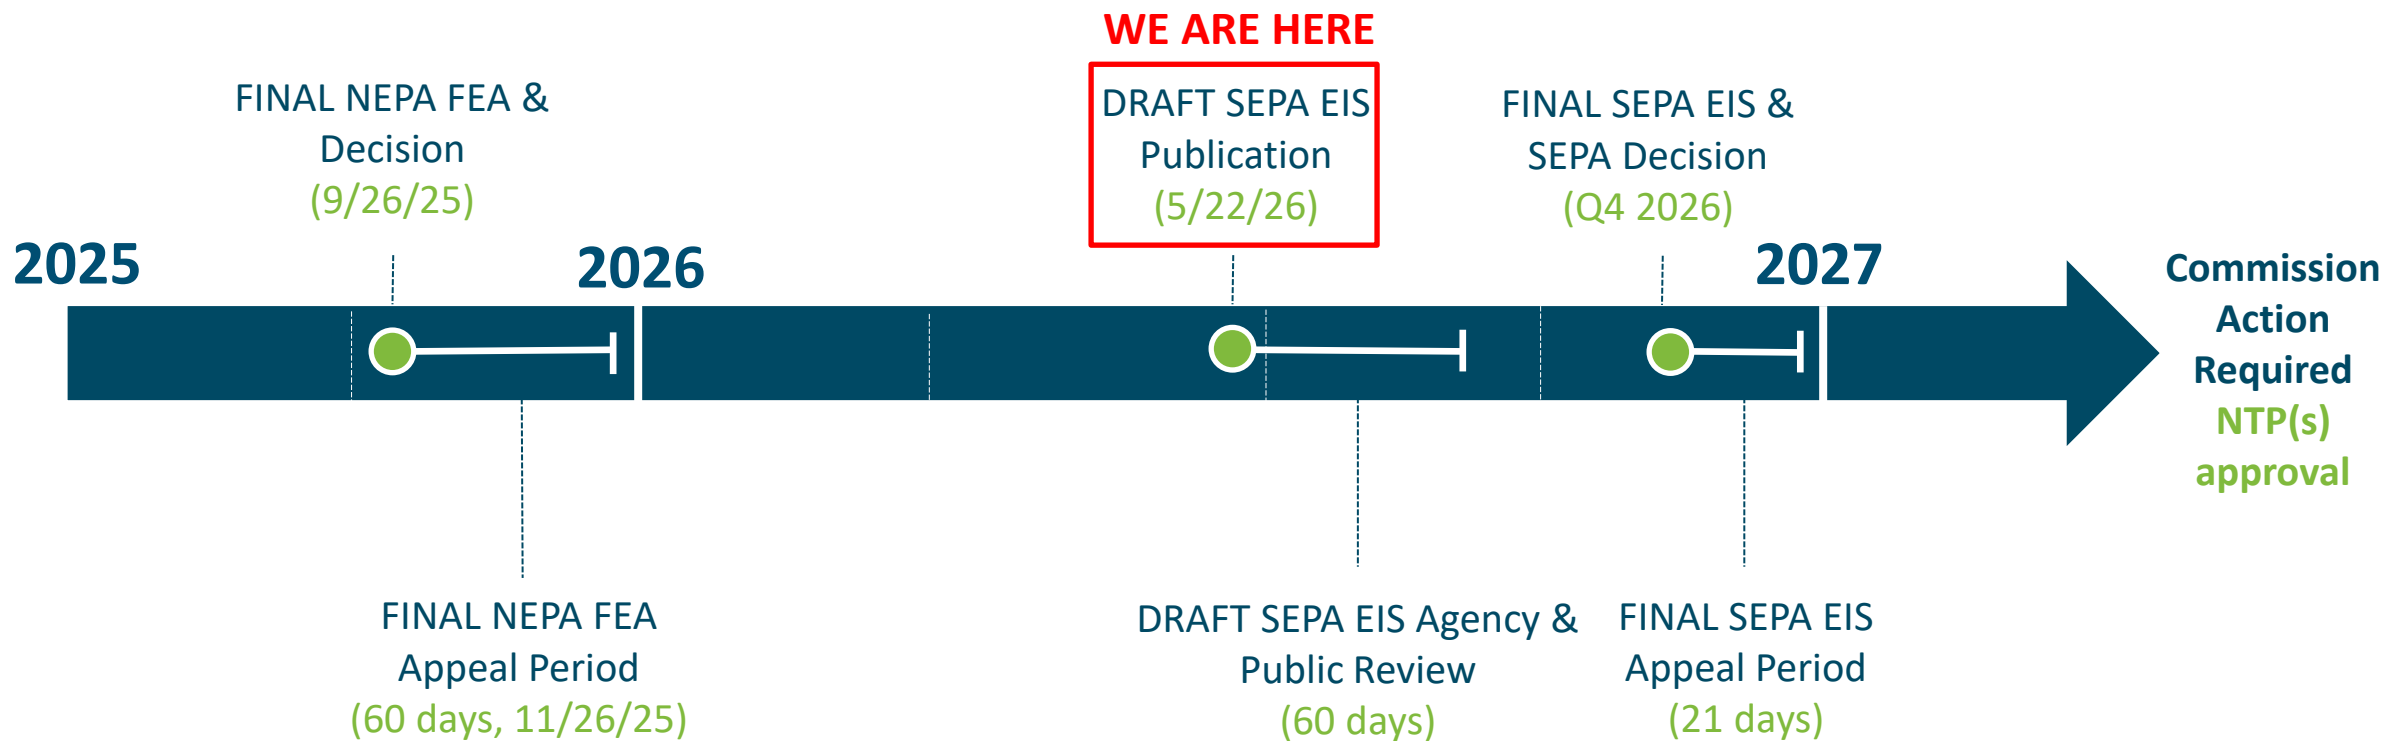 WE ARE HERE
FINAL NEPA FEA &
Decision
(9/26/25)
DRAFT SEPA EIS
Publication
(5/22/26)
FINAL SEPA EIS &
SEPA Decision
(Q4 2026)
2025
2026
2027
Commission
Action
Required
NTP(s)
approval
FINAL NEPA FEA
Appeal Period
(60 days, 11/26/25)
DRAFT SEPA EIS Agency &
Public Review
(60 days)
FINAL SEPA EIS
Appeal Period
(21 days)